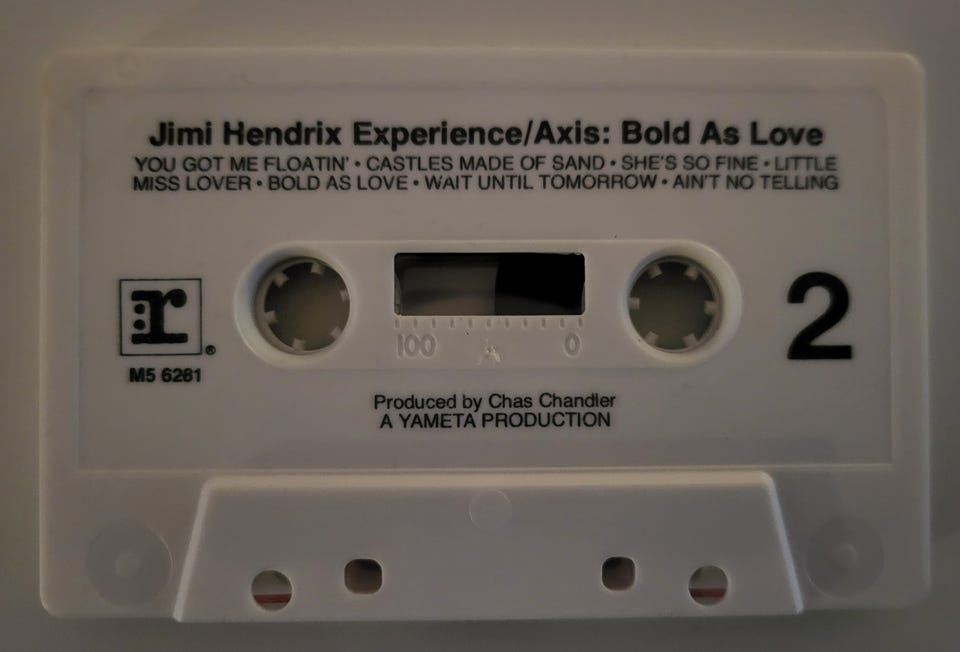 Jimi Hendrix Experience/Axis: Bold As Love
YOU GOT ME FLOATIN' • CASTLES MADE OF SAND • SHE'S SO FINE • LITTLE
MISS LOVER • BOLD AS LOVE • WAIT UNTIL TOMORROW • AIN'T NO TELLING
r
®
M5 6281
2
100
A
0
Produced by Chas Chandler
A YAMETA PRODUCTION